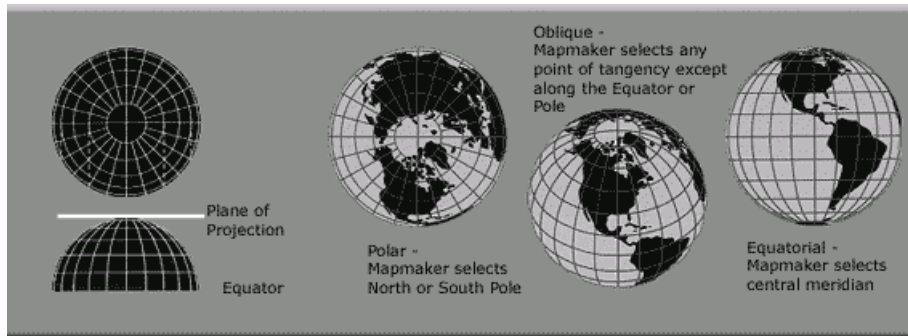 Plane of
Projection
Equator
Polar -
Mapmaker selects
North or South Pole
Oblique -
Mapmaker selects any
point of tangency except
along the Equator or
Pole
Equatorial -
Mapmaker selects
central meridian